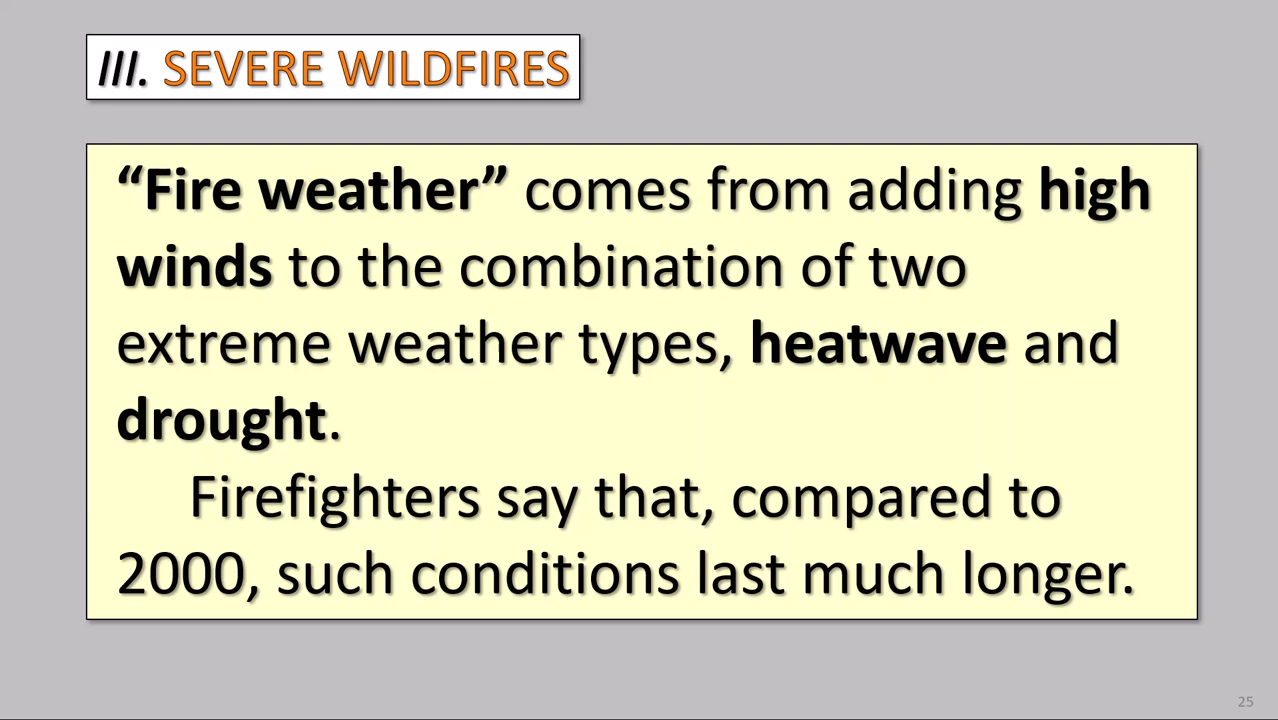 III. SEVERE WILDFIRES
“Fire weather” comes from adding high
winds to the combination of two
extreme weather types, heatwave and
drought.
Firefighters say that, compared to
2000, such conditions last much longer.
25